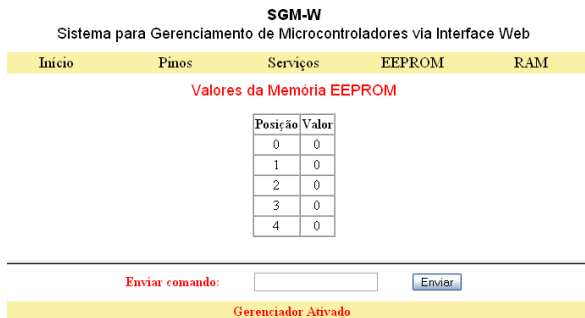 SGM-W
Sistema para Gerenciamento de Microcontroladores via Interface Web
Início Pinos Serviços EEPROM RAM
Valores da Memória EEPROM
Posição Valor
0 0
1 0
2 0
3 0
4 0
Enviar comando: Enviar
Gerenciador Ativado